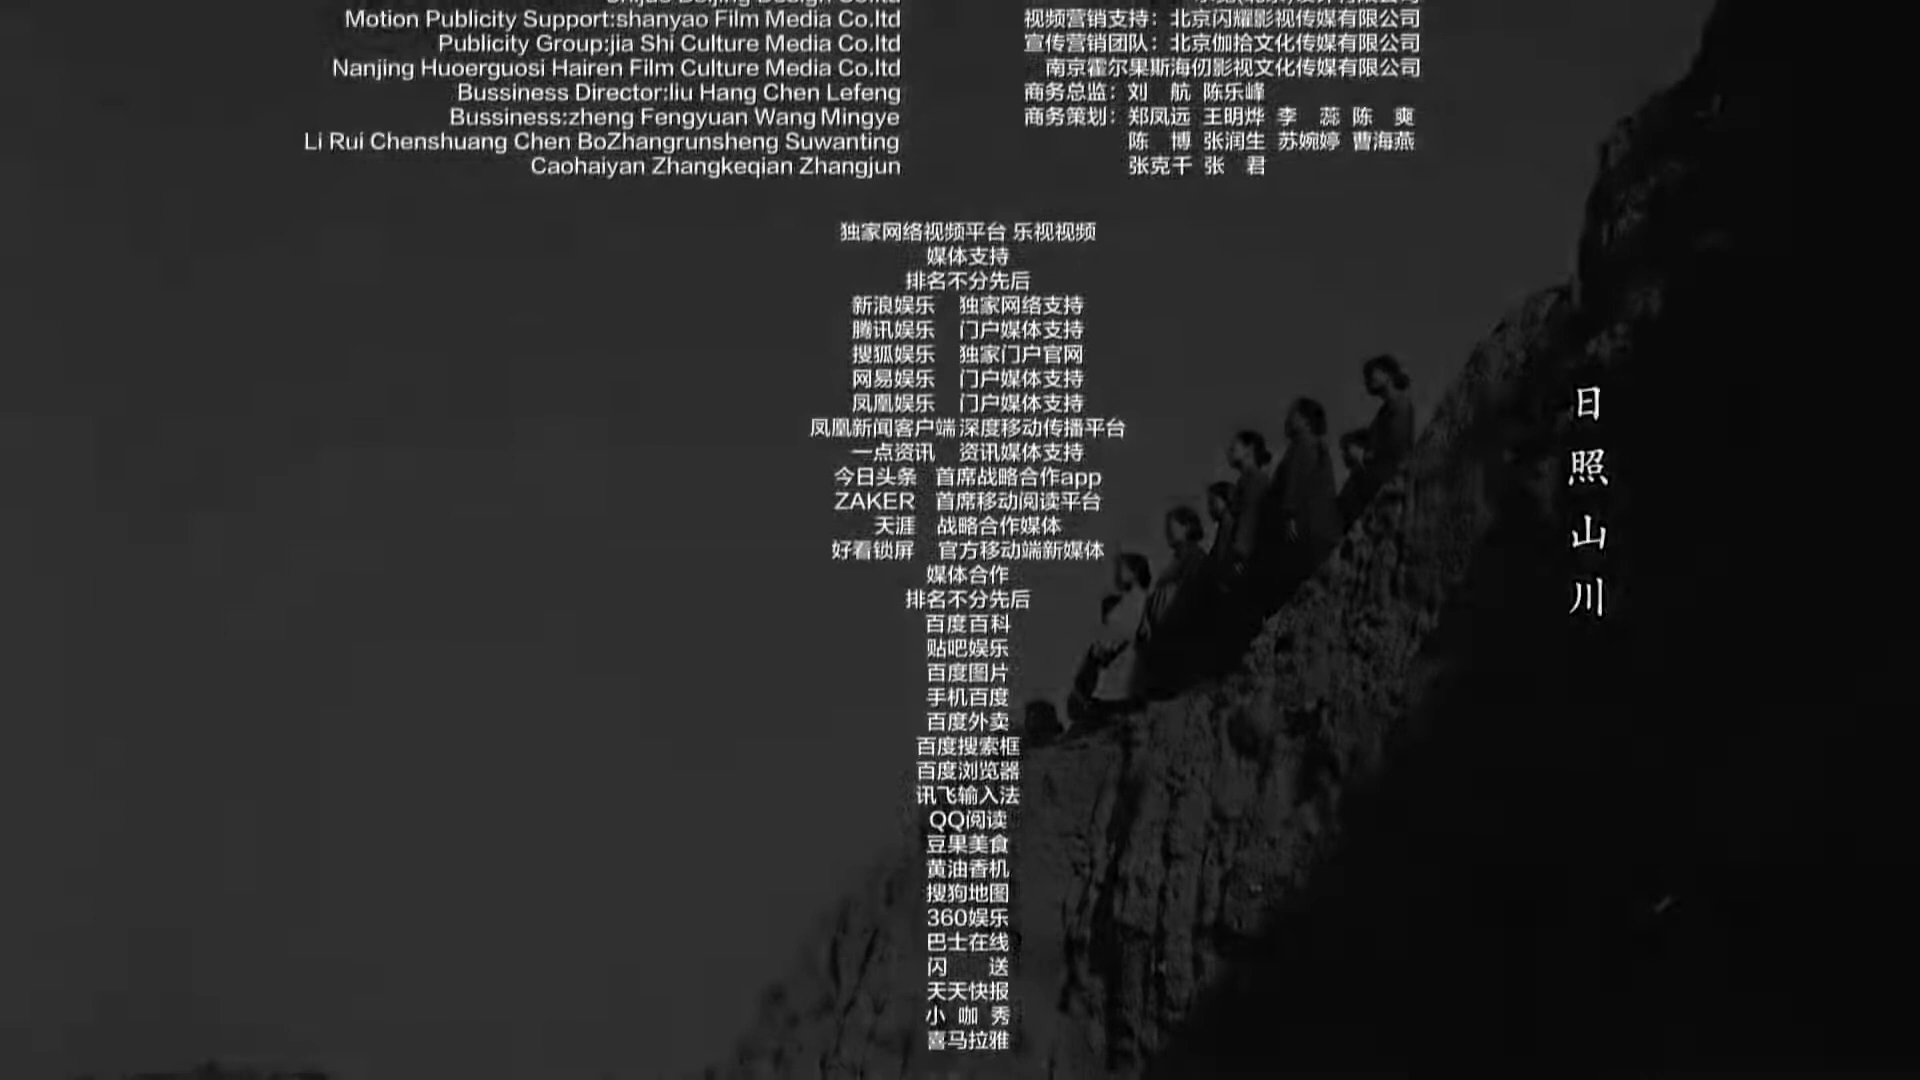 Motion Publicity Support:shanyao Film Media Co.ltd 视频营销支持：北京闪耀影视传媒有限公司
Publicity Group:jia Shi Culture Media Co.ltd 宣传营销团队：北京伽拾文化传媒有限公司
Nanjing Huoerguosi Hairen Film Culture Media Co.ltd 南京霍尔果斯海仞影视文化传媒有限公司
Bussiness Director:liu Hang Chen Lefeng 商务总监：刘 航 陈乐峰
Bussiness:zheng Fengyuan Wang Mingye 商务策划：郑凤远 王明烨 李 蕊 陈 爽
Li Rui Chenshuang Chen BoZhangrunsheng Suwanting 陈 博 张润生 苏婉婷 曹海燕
Caohaiyan Zhangkeqian Zhangjun 张克千 张 君
独家网络视频平台 乐视视频
媒体支持
排名不分先后
新浪娱乐 独家网络支持
腾讯娱乐 门户媒体支持
搜狐娱乐 独家门户官网
网易娱乐 门户媒体支持
凤凰娱乐 门户媒体支持
凤凰新闻客户端 深度移动传播平台
一点资讯 资讯媒体支持
今日头条 首席战略合作app
ZAKER 首席移动阅读平台
天涯 战略合作媒体
好看锁屏 官方移动端新媒体
媒体合作
排名不分先后
百度百科
贴吧娱乐
百度图片
手机百度
百度外卖
百度搜索框
百度浏览器
讯飞输入法
QQ阅读
豆果美食
黄油香机
搜狗地图
360娱乐
巴士在线
闪 送
天天快报
小 咖 秀
喜马拉雅
日照山川